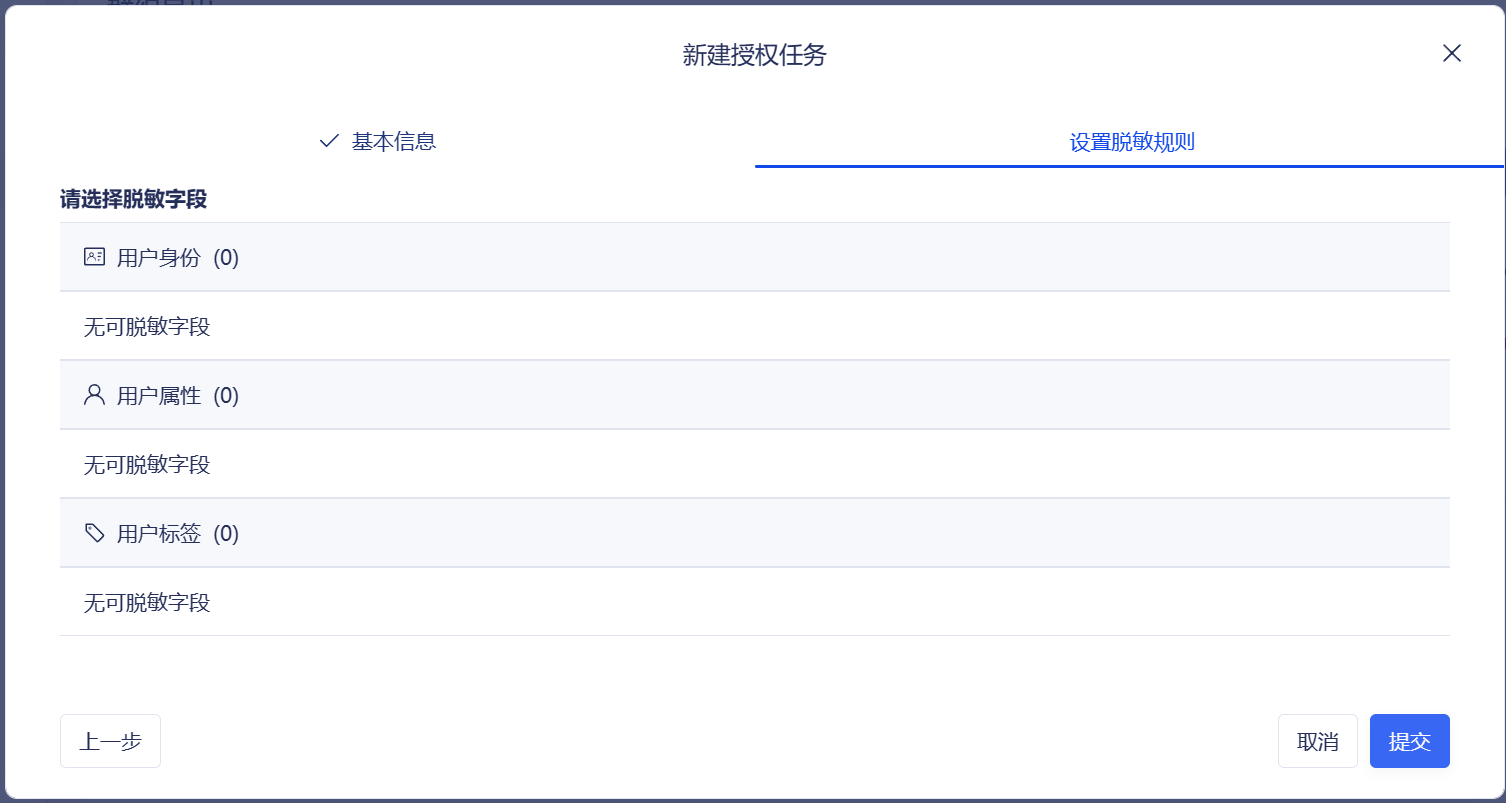 新建授权任务
基本信息
设置脱敏规则
请选择脱敏字段
用户身份 (0)
无可脱敏字段
用户属性 (0)
无可脱敏字段
用户标签 (0)
无可脱敏字段
上一步
取消
提交